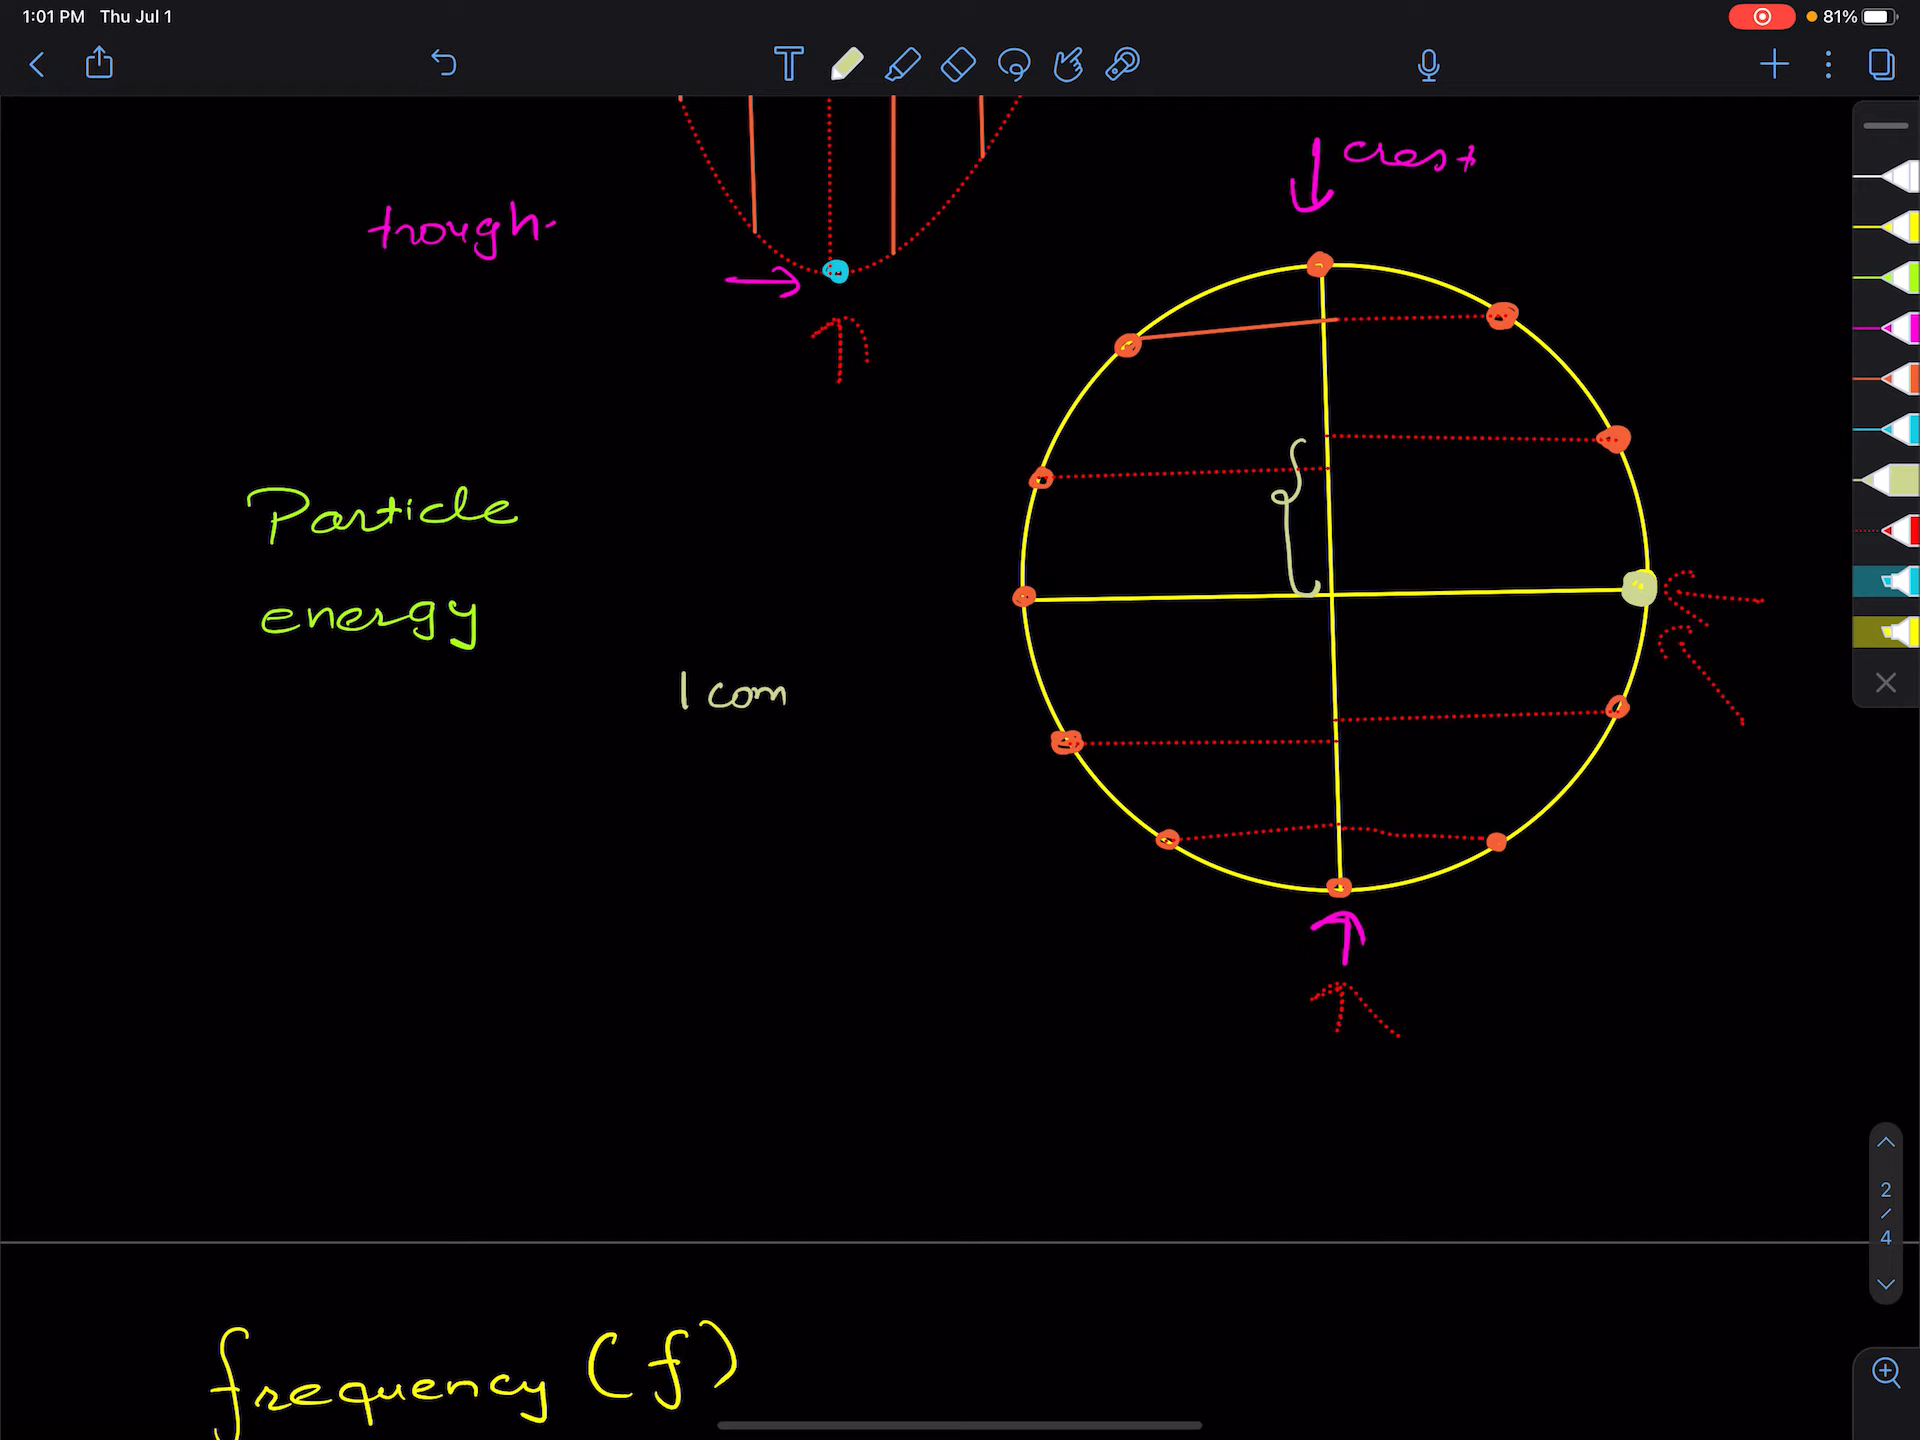 1:01 PM Thu Jul 1
81%
T
crest
trough.
Particle
energy
1 com
2
/
4
frequency (f)